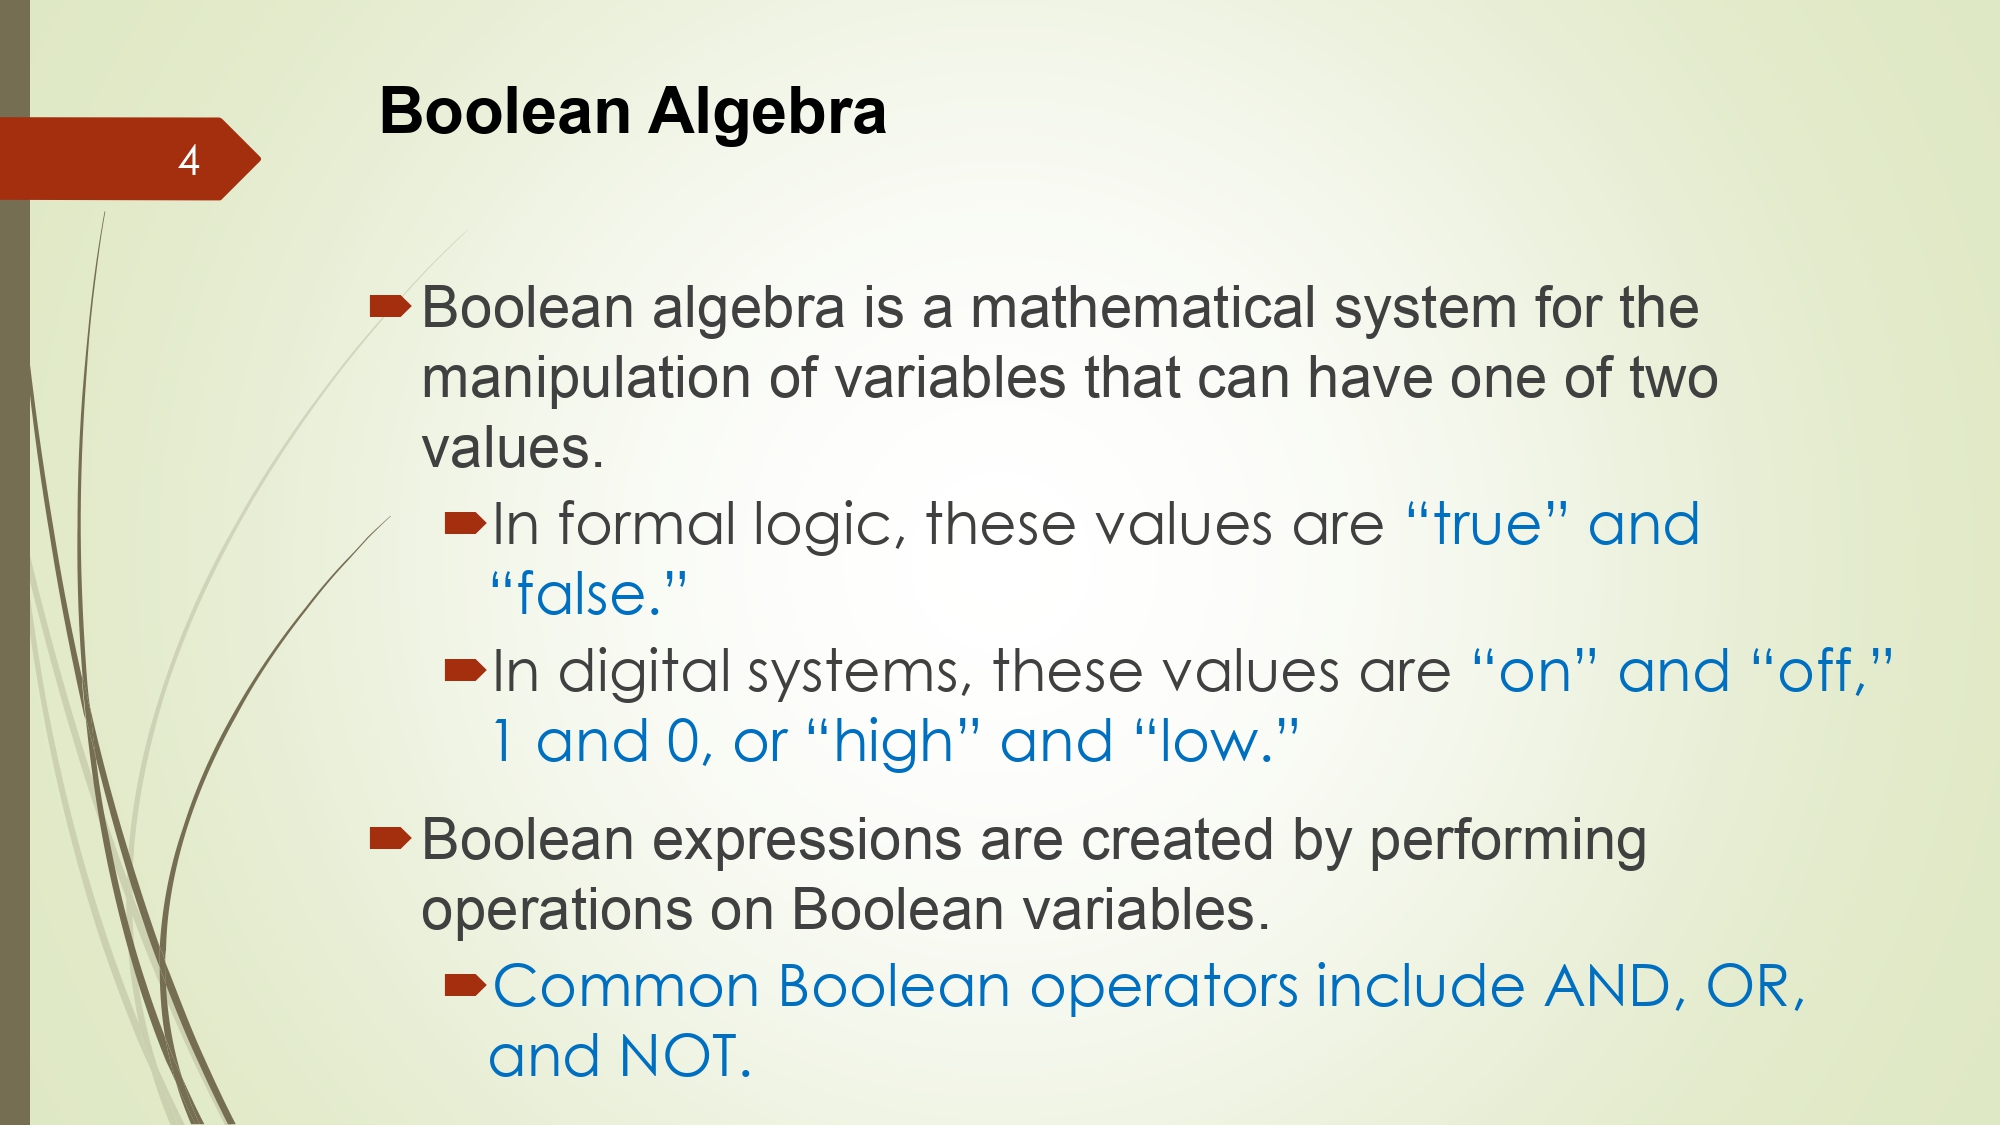 Boolean Algebra
4
Boolean algebra is a mathematical system for the
manipulation of variables that can have one of two
values.
In formal logic, these values are “true” and
“false.”
In digital systems, these values are “on” and “off,”
1 and 0, or “high” and “low.”
Boolean expressions are created by performing
operations on Boolean variables.
Common Boolean operators include AND, OR,
and NOT.